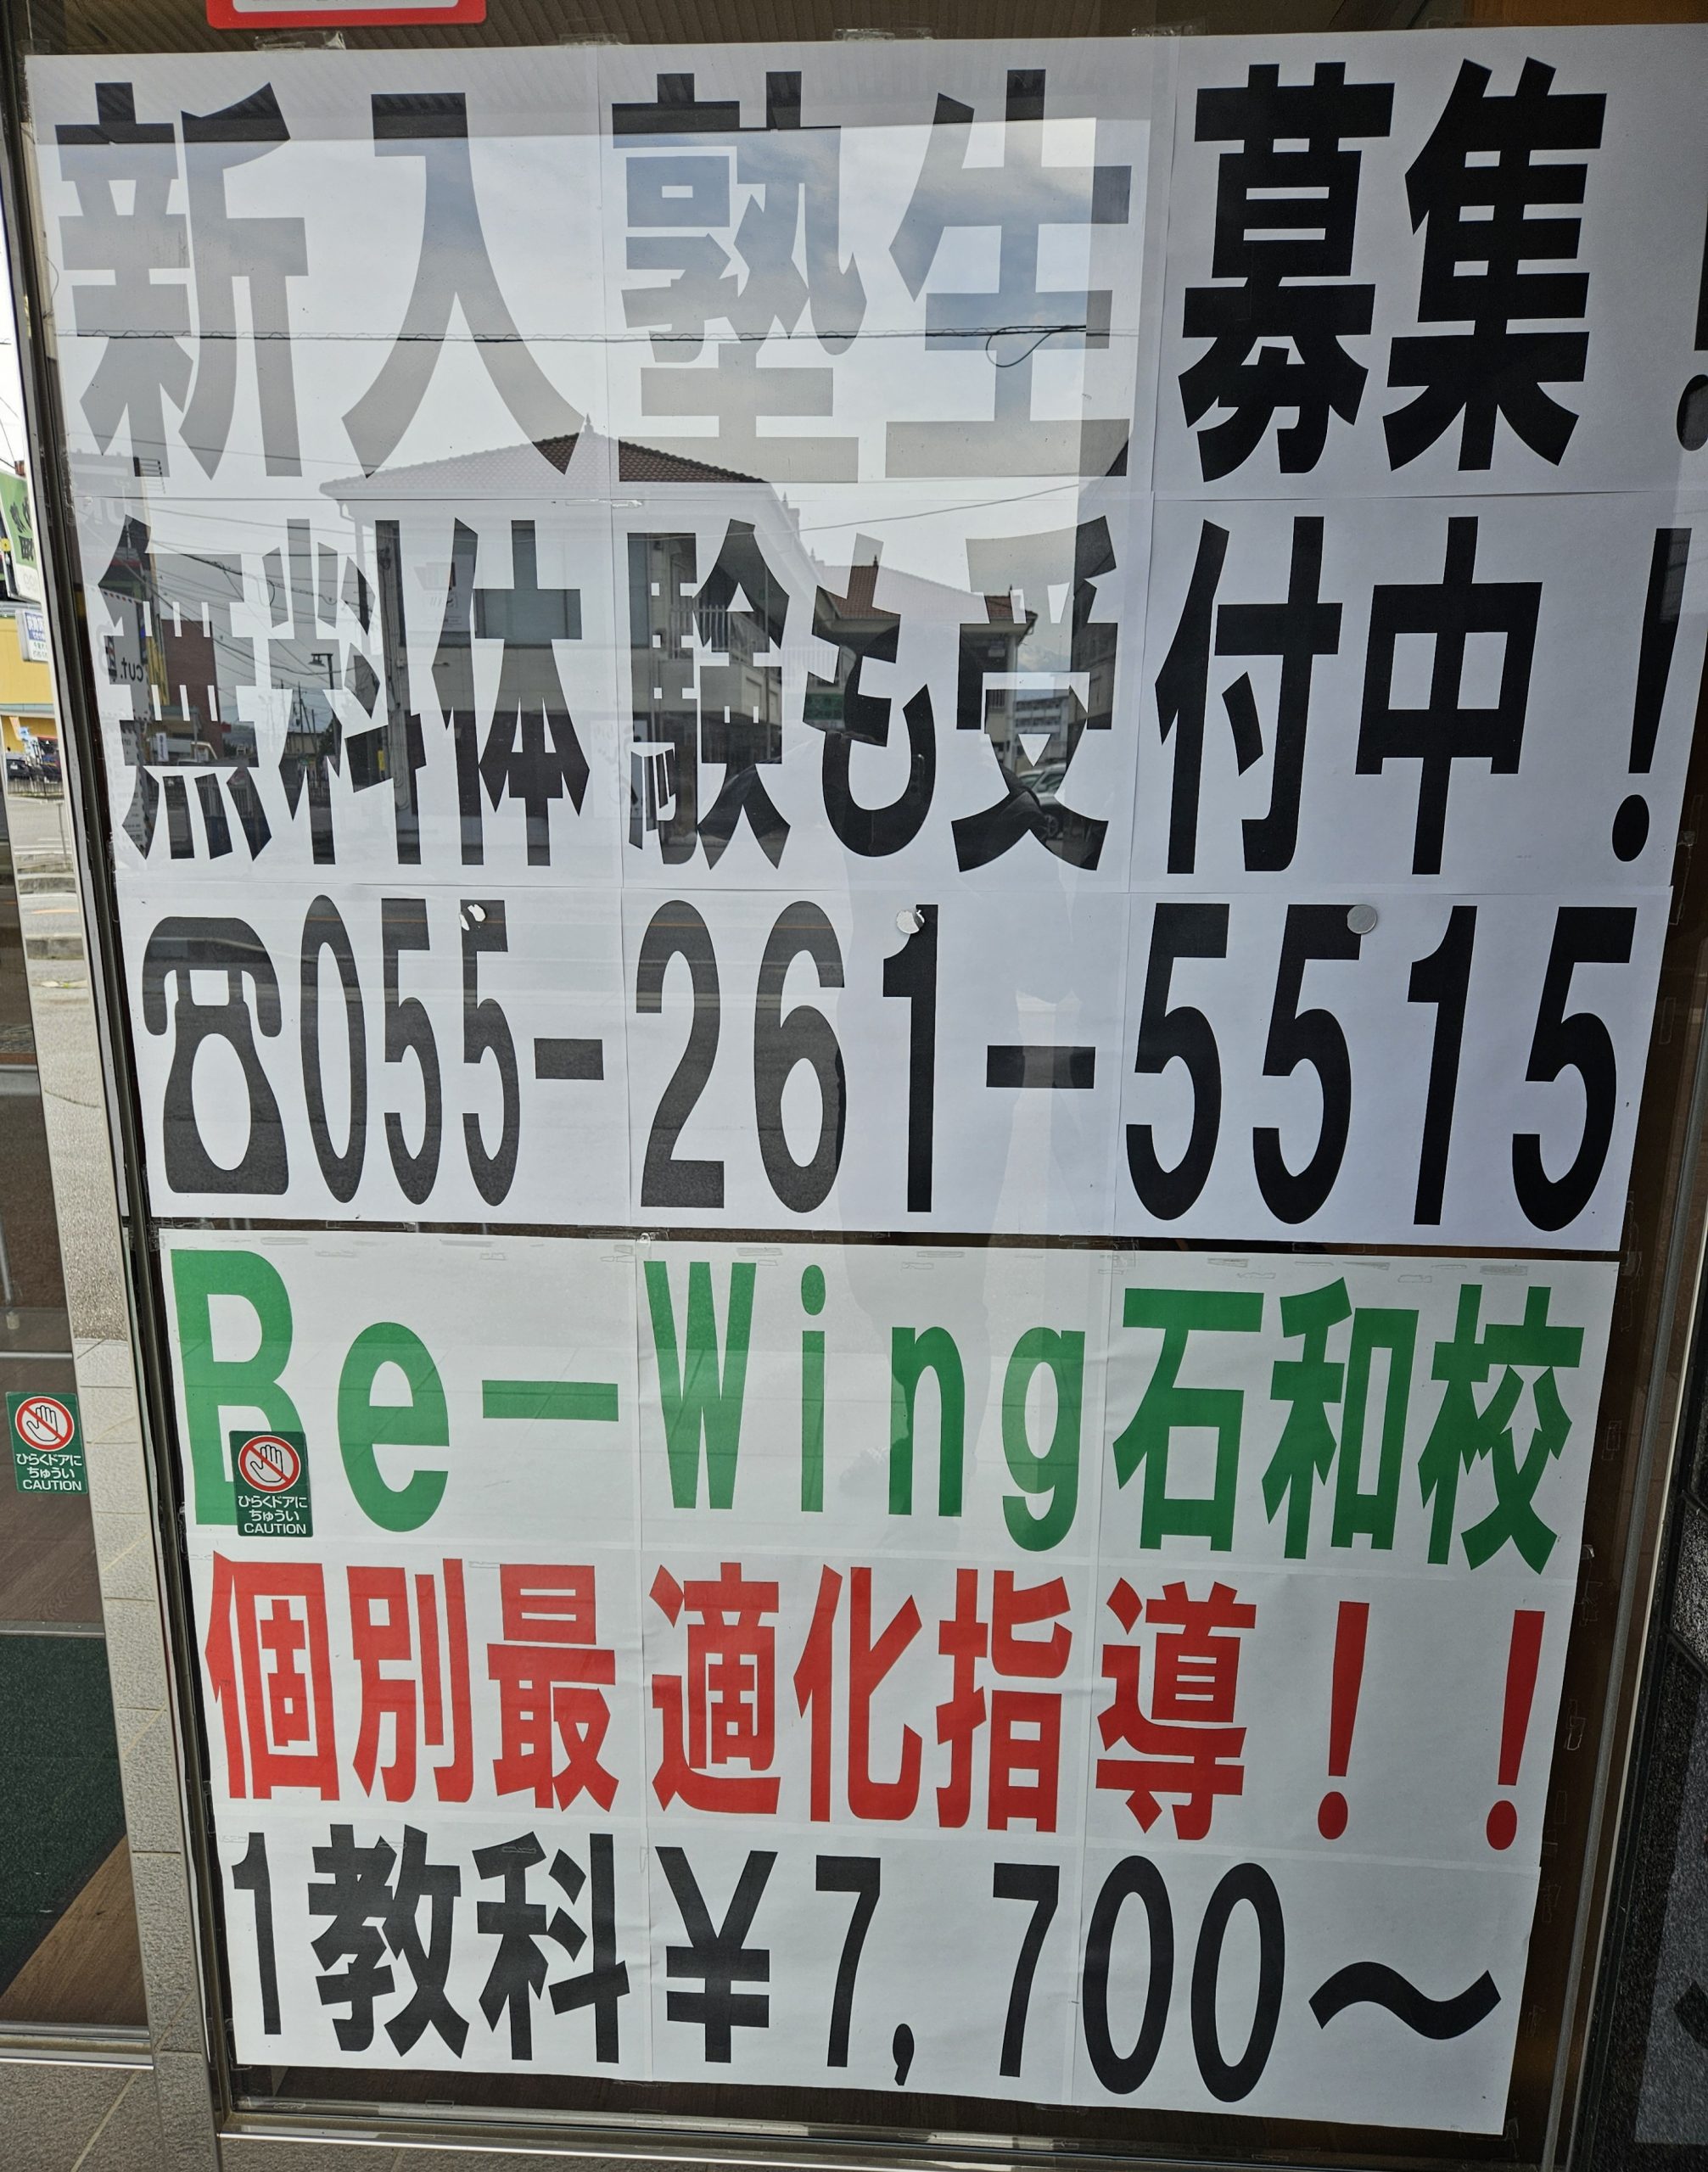 新入塾生募集！
無料体験も受付中！
☎055-261-5515
Be－Wing石和校
個別最適化指導！！
1教科￥7,700～
ひらくドアに
ちゅうい
CAUTION
ひらくドアに
ちゅうい
CAUTION